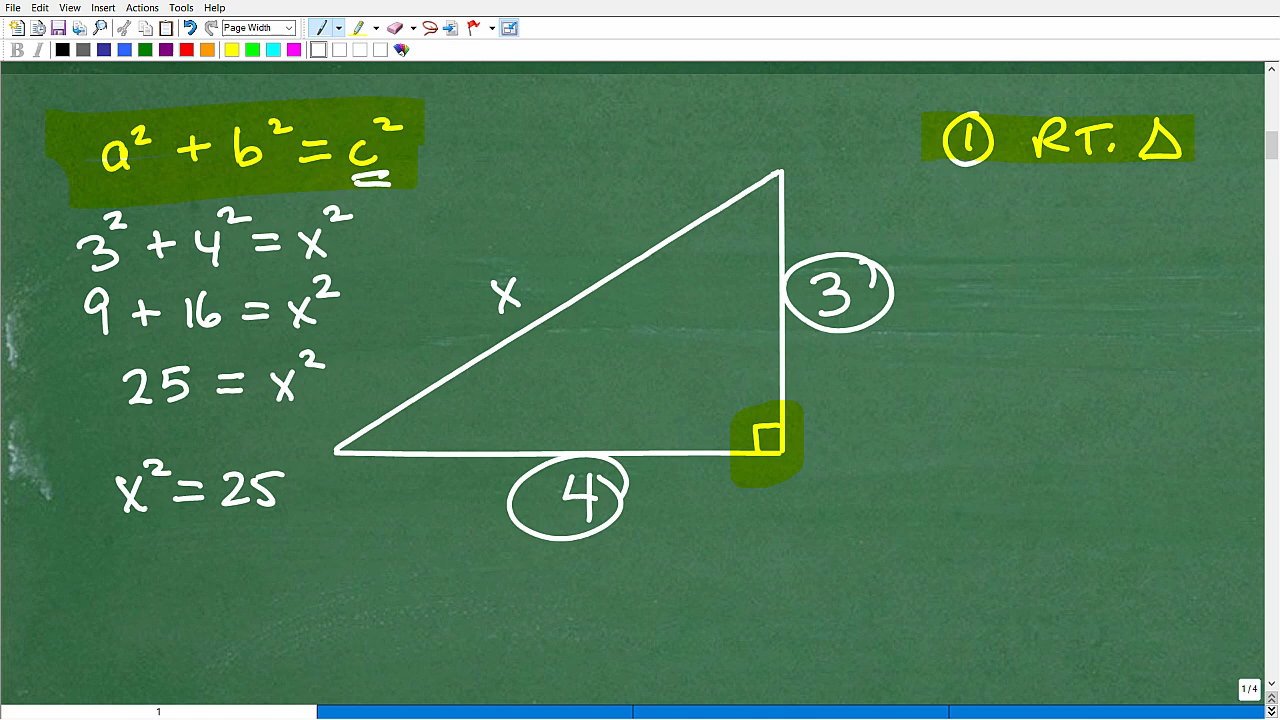 File Edit View Insert Actions Tools Help
Page Width
B I
a² + b² = c²
① RT. Δ
3² + 4² = x²
9 + 16 = x²
25 = x²
x² = 25
x
3
4
1/4
1